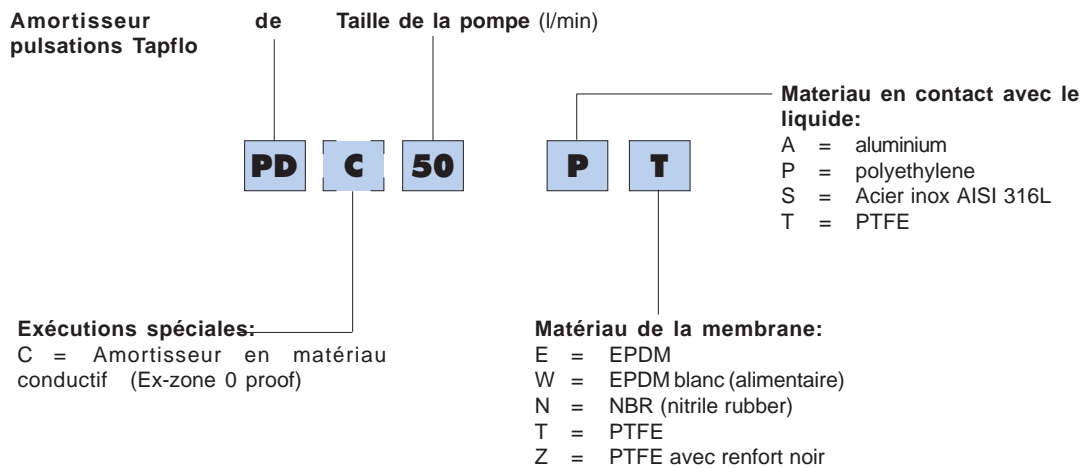 Amortisseur de
pulsations Tapflo
Taille de la pompe (l/min)
PD C 50 P T
Materiau en contact avec le
liquide:
A = aluminium
P = polyethylene
S = Acier inox AISI 316L
T = PTFE
Exécutions spéciales:
C = Amortisseur en matériau
conductif (Ex-zone 0 proof)
Matériau de la membrane:
E = EPDM
W = EPDM blanc (alimentaire)
N = NBR (nitrile rubber)
T = PTFE
Z = PTFE avec renfort noir